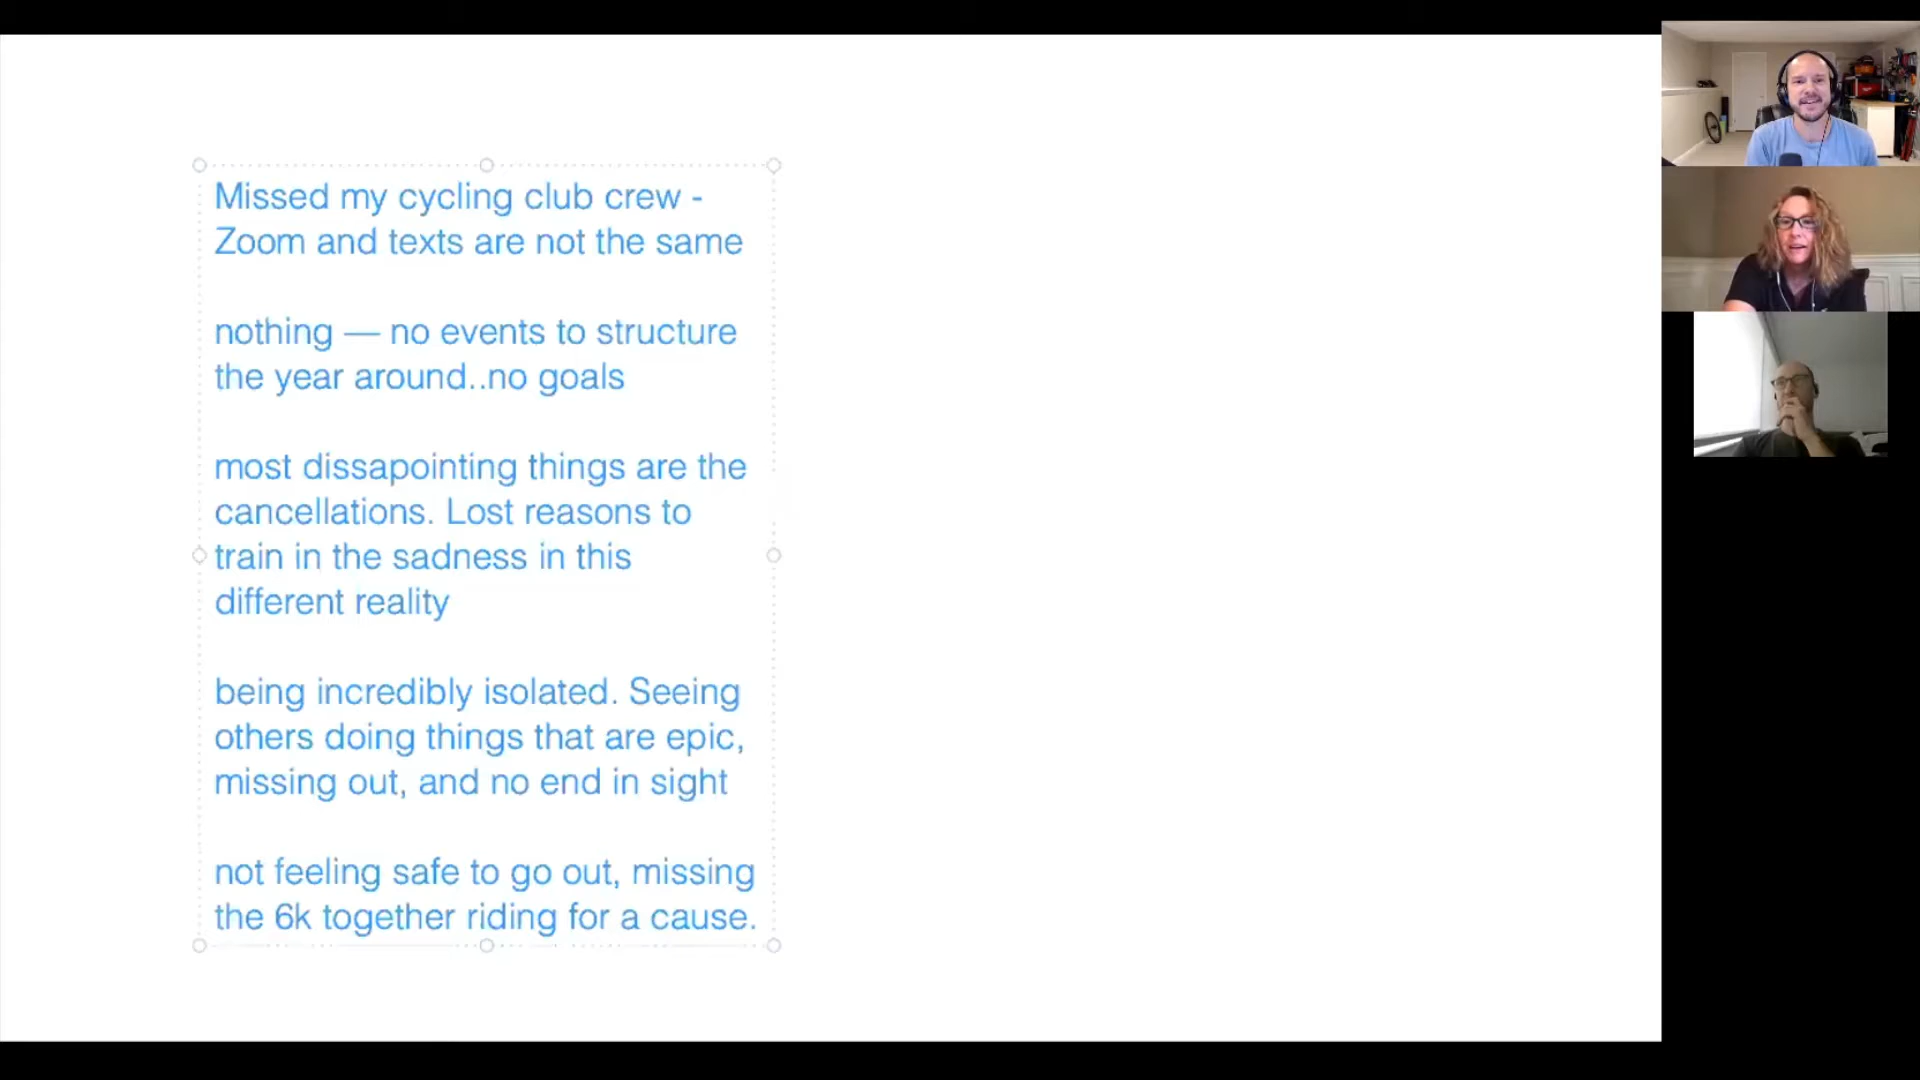 Missed my cycling club crew -
Zoom and texts are not the same
nothing — no events to structure
the year around..no goals
most dissapointing things are the
cancellations. Lost reasons to
train in the sadness in this
different reality
being incredibly isolated. Seeing
others doing things that are epic,
missing out, and no end in sight
not feeling safe to go out, missing
the 6k together riding for a cause.